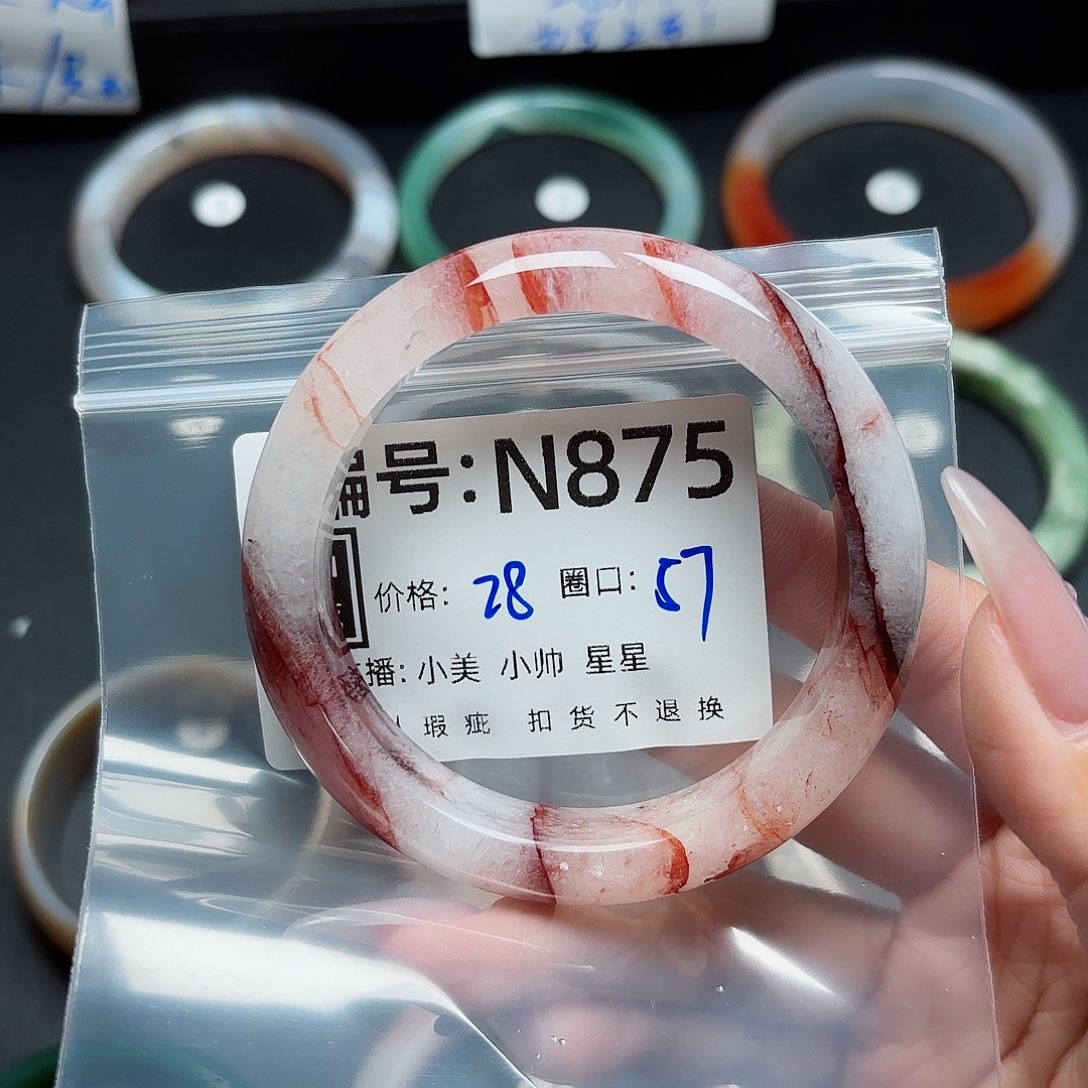 编号:N875
价格: 28 圈口: 57
播: 小美 小帅 星星
瑕疵 扣货不退换